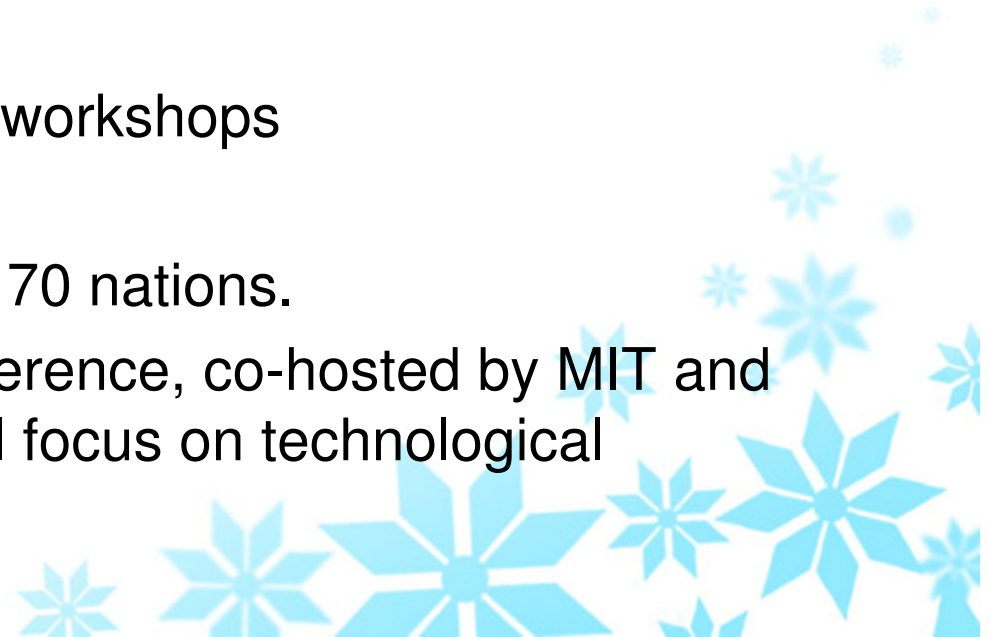 workshops
70 nations.
erence, co-hosted by MIT and
focus on technological